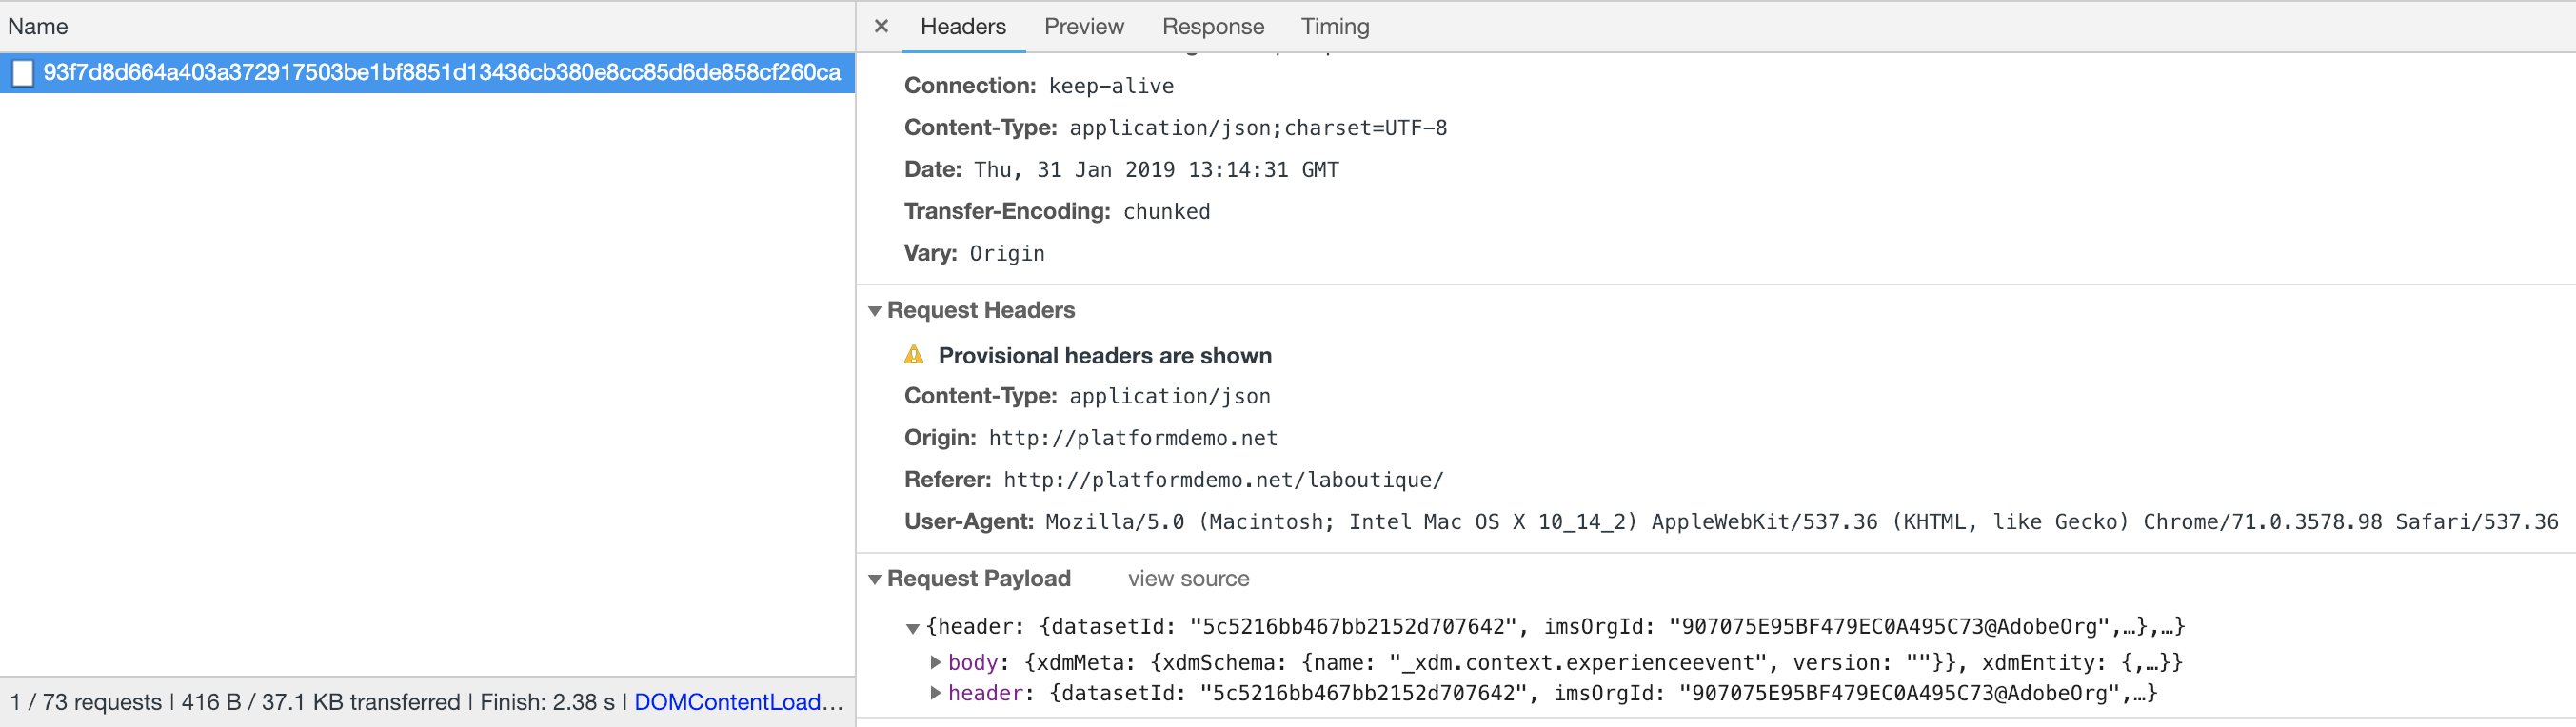 Name
× Headers Preview Response Timing
93f7d8d664a403a372917503be1bf8851d13436cb380e8cc85d6de858cf260ca
Connection: keep-alive
Content-Type: application/json;charset=UTF-8
Date: Thu, 31 Jan 2019 13:14:31 GMT
Transfer-Encoding: chunked
Vary: Origin
Request Headers
Provisional headers are shown
Content-Type: application/json
Origin: http://platformdemo.net
Referer: http://platformdemo.net/laboutique/
User-Agent: Mozilla/5.0 (Macintosh; Intel Mac OS X 10_14_2) AppleWebKit/537.36 (KHTML, like Gecko) Chrome/71.0.3578.98 Safari/537.36
Request Payload view source
{header: {datasetId: "5c5216bb467bb2152d707642", imsOrgId: "907075E95BF479EC0A495C73@AdobeOrg",…},…}
body: {xdmMeta: {xdmSchema: {name: "_xdm.context.experienceevent", version: ""}}, xdmEntity: {,…}}
header: {datasetId: "5c5216bb467bb2152d707642", imsOrgId: "907075E95BF479EC0A495C73@AdobeOrg",…}
1 / 73 requests | 416 B / 37.1 KB transferred | Finish: 2.38 s | DOMContentLoad…